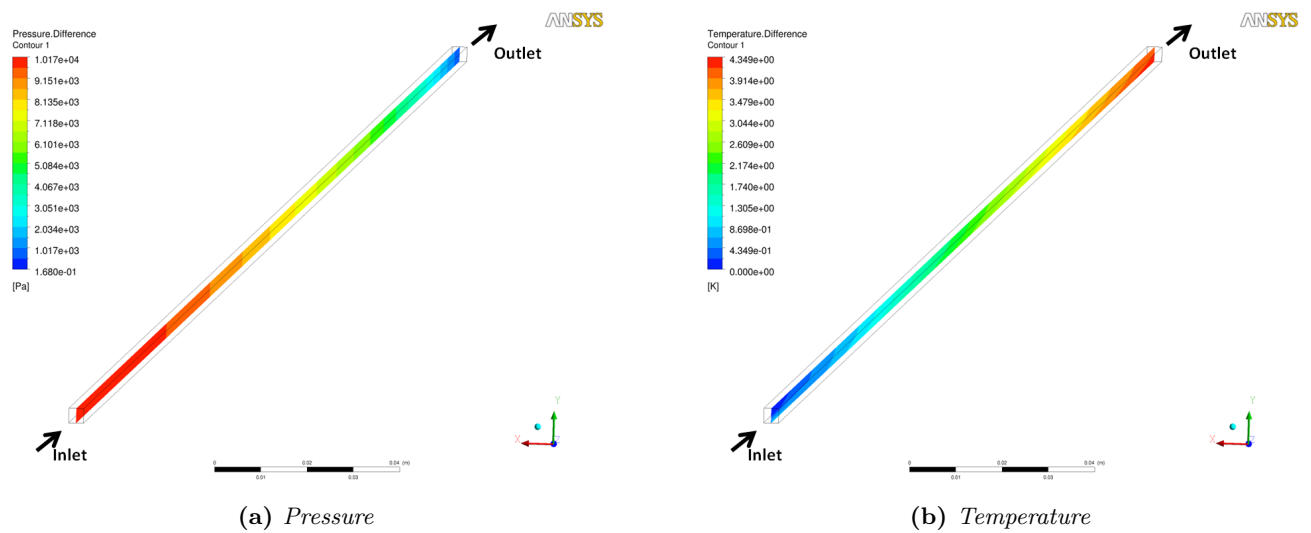 ANSYS
Pressure.Difference
Contour 1
1.017e+04
9.151e+03
8.135e+03
7.118e+03
6.101e+03
5.084e+03
4.067e+03
3.051e+03
2.034e+03
1.017e+03
1.680e-01
[Pa]
Outlet
Inlet
Y
X
Z
0
0.02
0.04 (m)
0.01
0.03
(a) Pressure
ANSYS
Temperature.Difference
Contour 1
4.349e+00
3.914e+00
3.479e+00
3.044e+00
2.609e+00
2.174e+00
1.740e+00
1.305e+00
8.698e-01
4.349e-01
0.000e+00
[K]
Outlet
Inlet
Y
X
Z
0
0.02
0.04 (m)
0.01
0.03
(b) Temperature